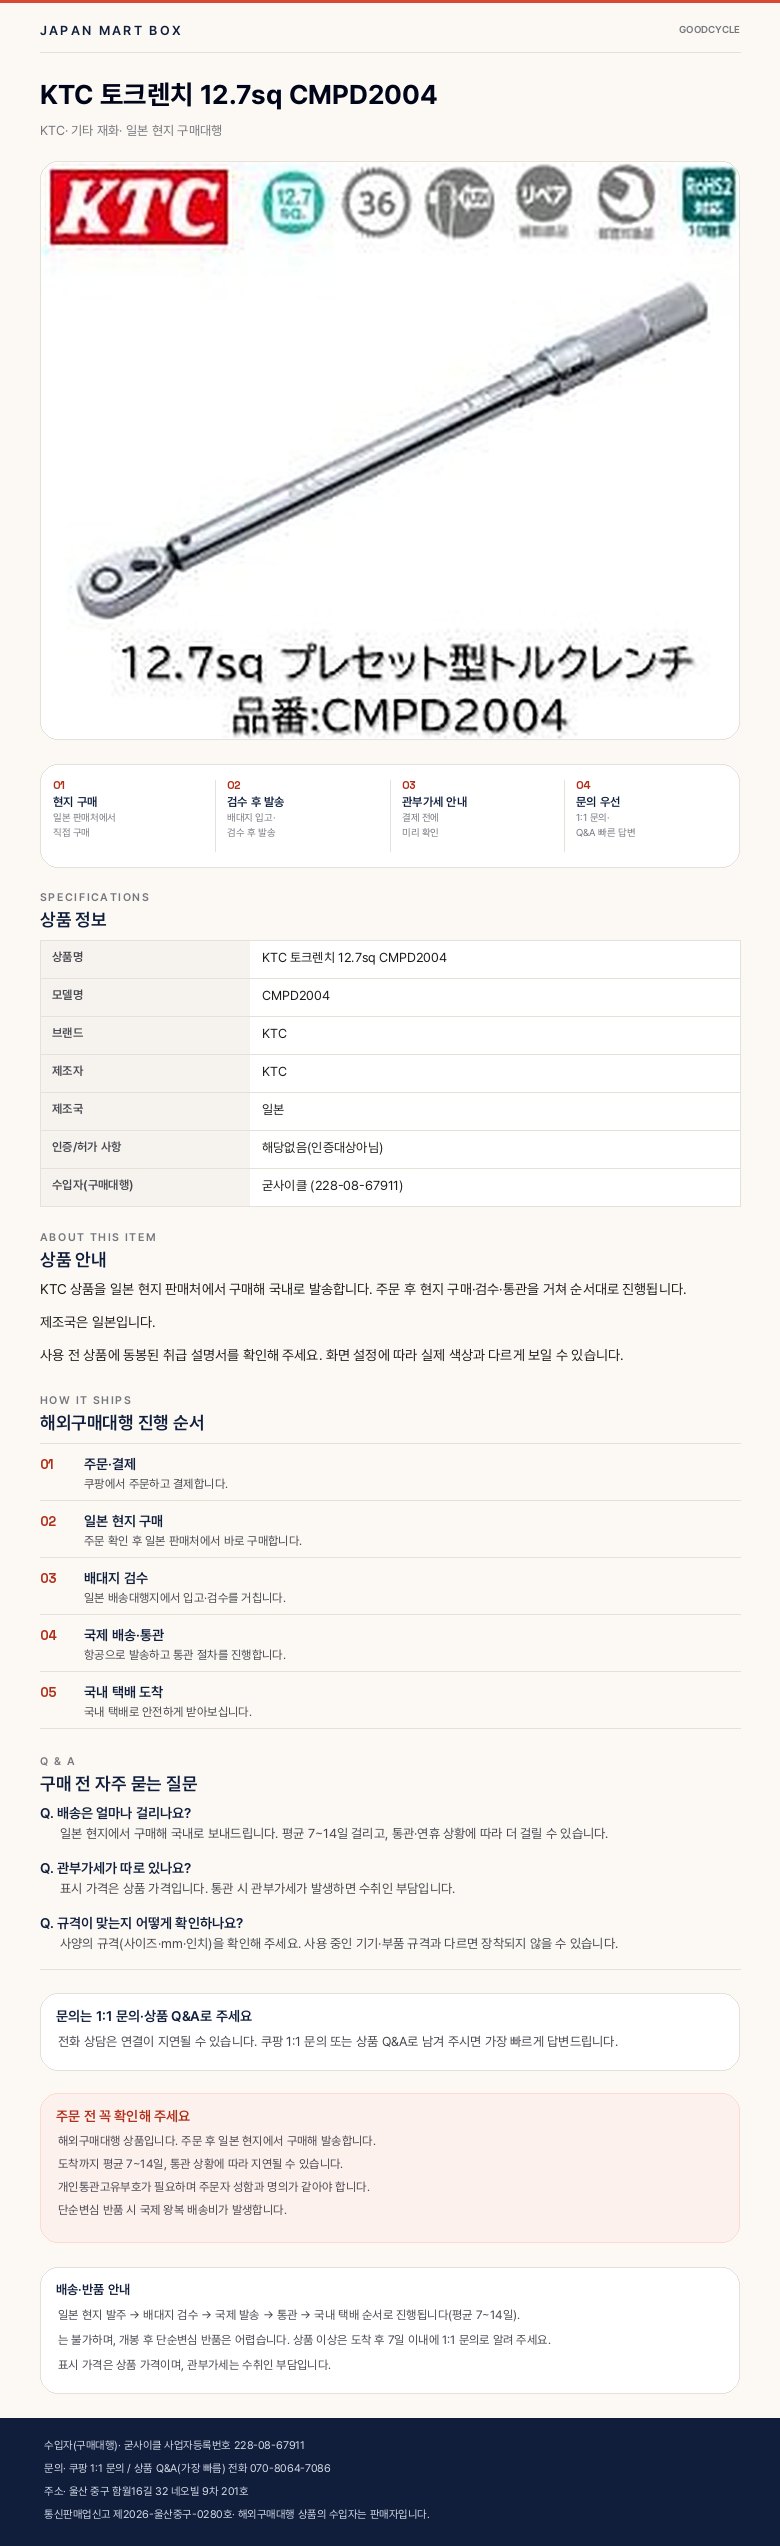 JAPAN MART BOX
GOODCYCLE
KTC 토크렌치 12.7sq CMPD2004
KTC· 기타 재화· 일본 현지 구매대행
KTC
12.7 sq.
36
リペア
RoHS2 対応 10物質
12.7sq プレセット型トルクレンチ
品番:CMPD2004
01
현지 구매
일본 판매처에서
직접 구매
02
검수 후 발송
배대지 입고·
검수 후 발송
03
관부가세 안내
결제 전에
미리 확인
04
문의 우선
1:1 문의·
Q&A 빠른 답변
SPECIFICATIONS
상품 정보
상품명 KTC 토크렌치 12.7sq CMPD2004
모델명 CMPD2004
브랜드 KTC
제조자 KTC
제조국 일본
인증/허가 사항 해당없음(인증대상아님)
수입자(구매대행) 굳사이클 (228-08-67911)
ABOUT THIS ITEM
상품 안내
KTC 상품을 일본 현지 판매처에서 구매해 국내로 발송합니다. 주문 후 현지 구매·검수·통관을 거쳐 순서대로 진행됩니다.
제조국은 일본입니다.
사용 전 상품에 동봉된 취급 설명서를 확인해 주세요. 화면 설정에 따라 실제 색상과 다르게 보일 수 있습니다.
HOW IT SHIPS
해외구매대행 진행 순서
01 주문·결제
쿠팡에서 주문하고 결제합니다.
02 일본 현지 구매
주문 확인 후 일본 판매처에서 바로 구매합니다.
03 배대지 검수
일본 배송대행지에서 입고·검수를 거칩니다.
04 국제 배송·통관
항공으로 발송하고 통관 절차를 진행합니다.
05 국내 택배 도착
국내 택배로 안전하게 받아보십니다.
Q & A
구매 전 자주 묻는 질문
Q. 배송은 얼마나 걸리나요?
일본 현지에서 구매해 국내로 보내드립니다. 평균 7~14일 걸리고, 통관·연휴 상황에 따라 더 걸릴 수 있습니다.
Q. 관부가세가 따로 있나요?
표시 가격은 상품 가격입니다. 통관 시 관부가세가 발생하면 수취인 부담입니다.
Q. 규격이 맞는지 어떻게 확인하나요?
사양의 규격(사이즈·mm·인치)을 확인해 주세요. 사용 중인 기기·부품 규격과 다르면 장착되지 않을 수 있습니다.
문의는 1:1 문의·상품 Q&A로 주세요
전화 상담은 연결이 지연될 수 있습니다. 쿠팡 1:1 문의 또는 상품 Q&A로 남겨 주시면 가장 빠르게 답변드립니다.
주문 전 꼭 확인해 주세요
해외구매대행 상품입니다. 주문 후 일본 현지에서 구매해 발송합니다.
도착까지 평균 7~14일, 통관 상황에 따라 지연될 수 있습니다.
개인통관고유부호가 필요하며 주문자 성함과 명의가 같아야 합니다.
단순변심 반품 시 국제 왕복 배송비가 발생합니다.
배송·반품 안내
일본 현지 발주 → 배대지 검수 → 국제 발송 → 통관 → 국내 택배 순서로 진행됩니다(평균 7~14일).
는 불가하며, 개봉 후 단순변심 반품은 어렵습니다. 상품 이상은 도착 후 7일 이내에 1:1 문의로 알려 주세요.
표시 가격은 상품 가격이며, 관부가세는 수취인 부담입니다.
수입자(구매대행)· 굳사이클 사업자등록번호 228-08-67911
문의· 쿠팡 1:1 문의 / 상품 Q&A(가장 빠름) 전화 070-8064-7086
주소· 울산 중구 함월16길 32 네오빌 9차 201호
통신판매업신고 제2026-울산중구-0280호· 해외구매대행 상품의 수입자는 판매자입니다.